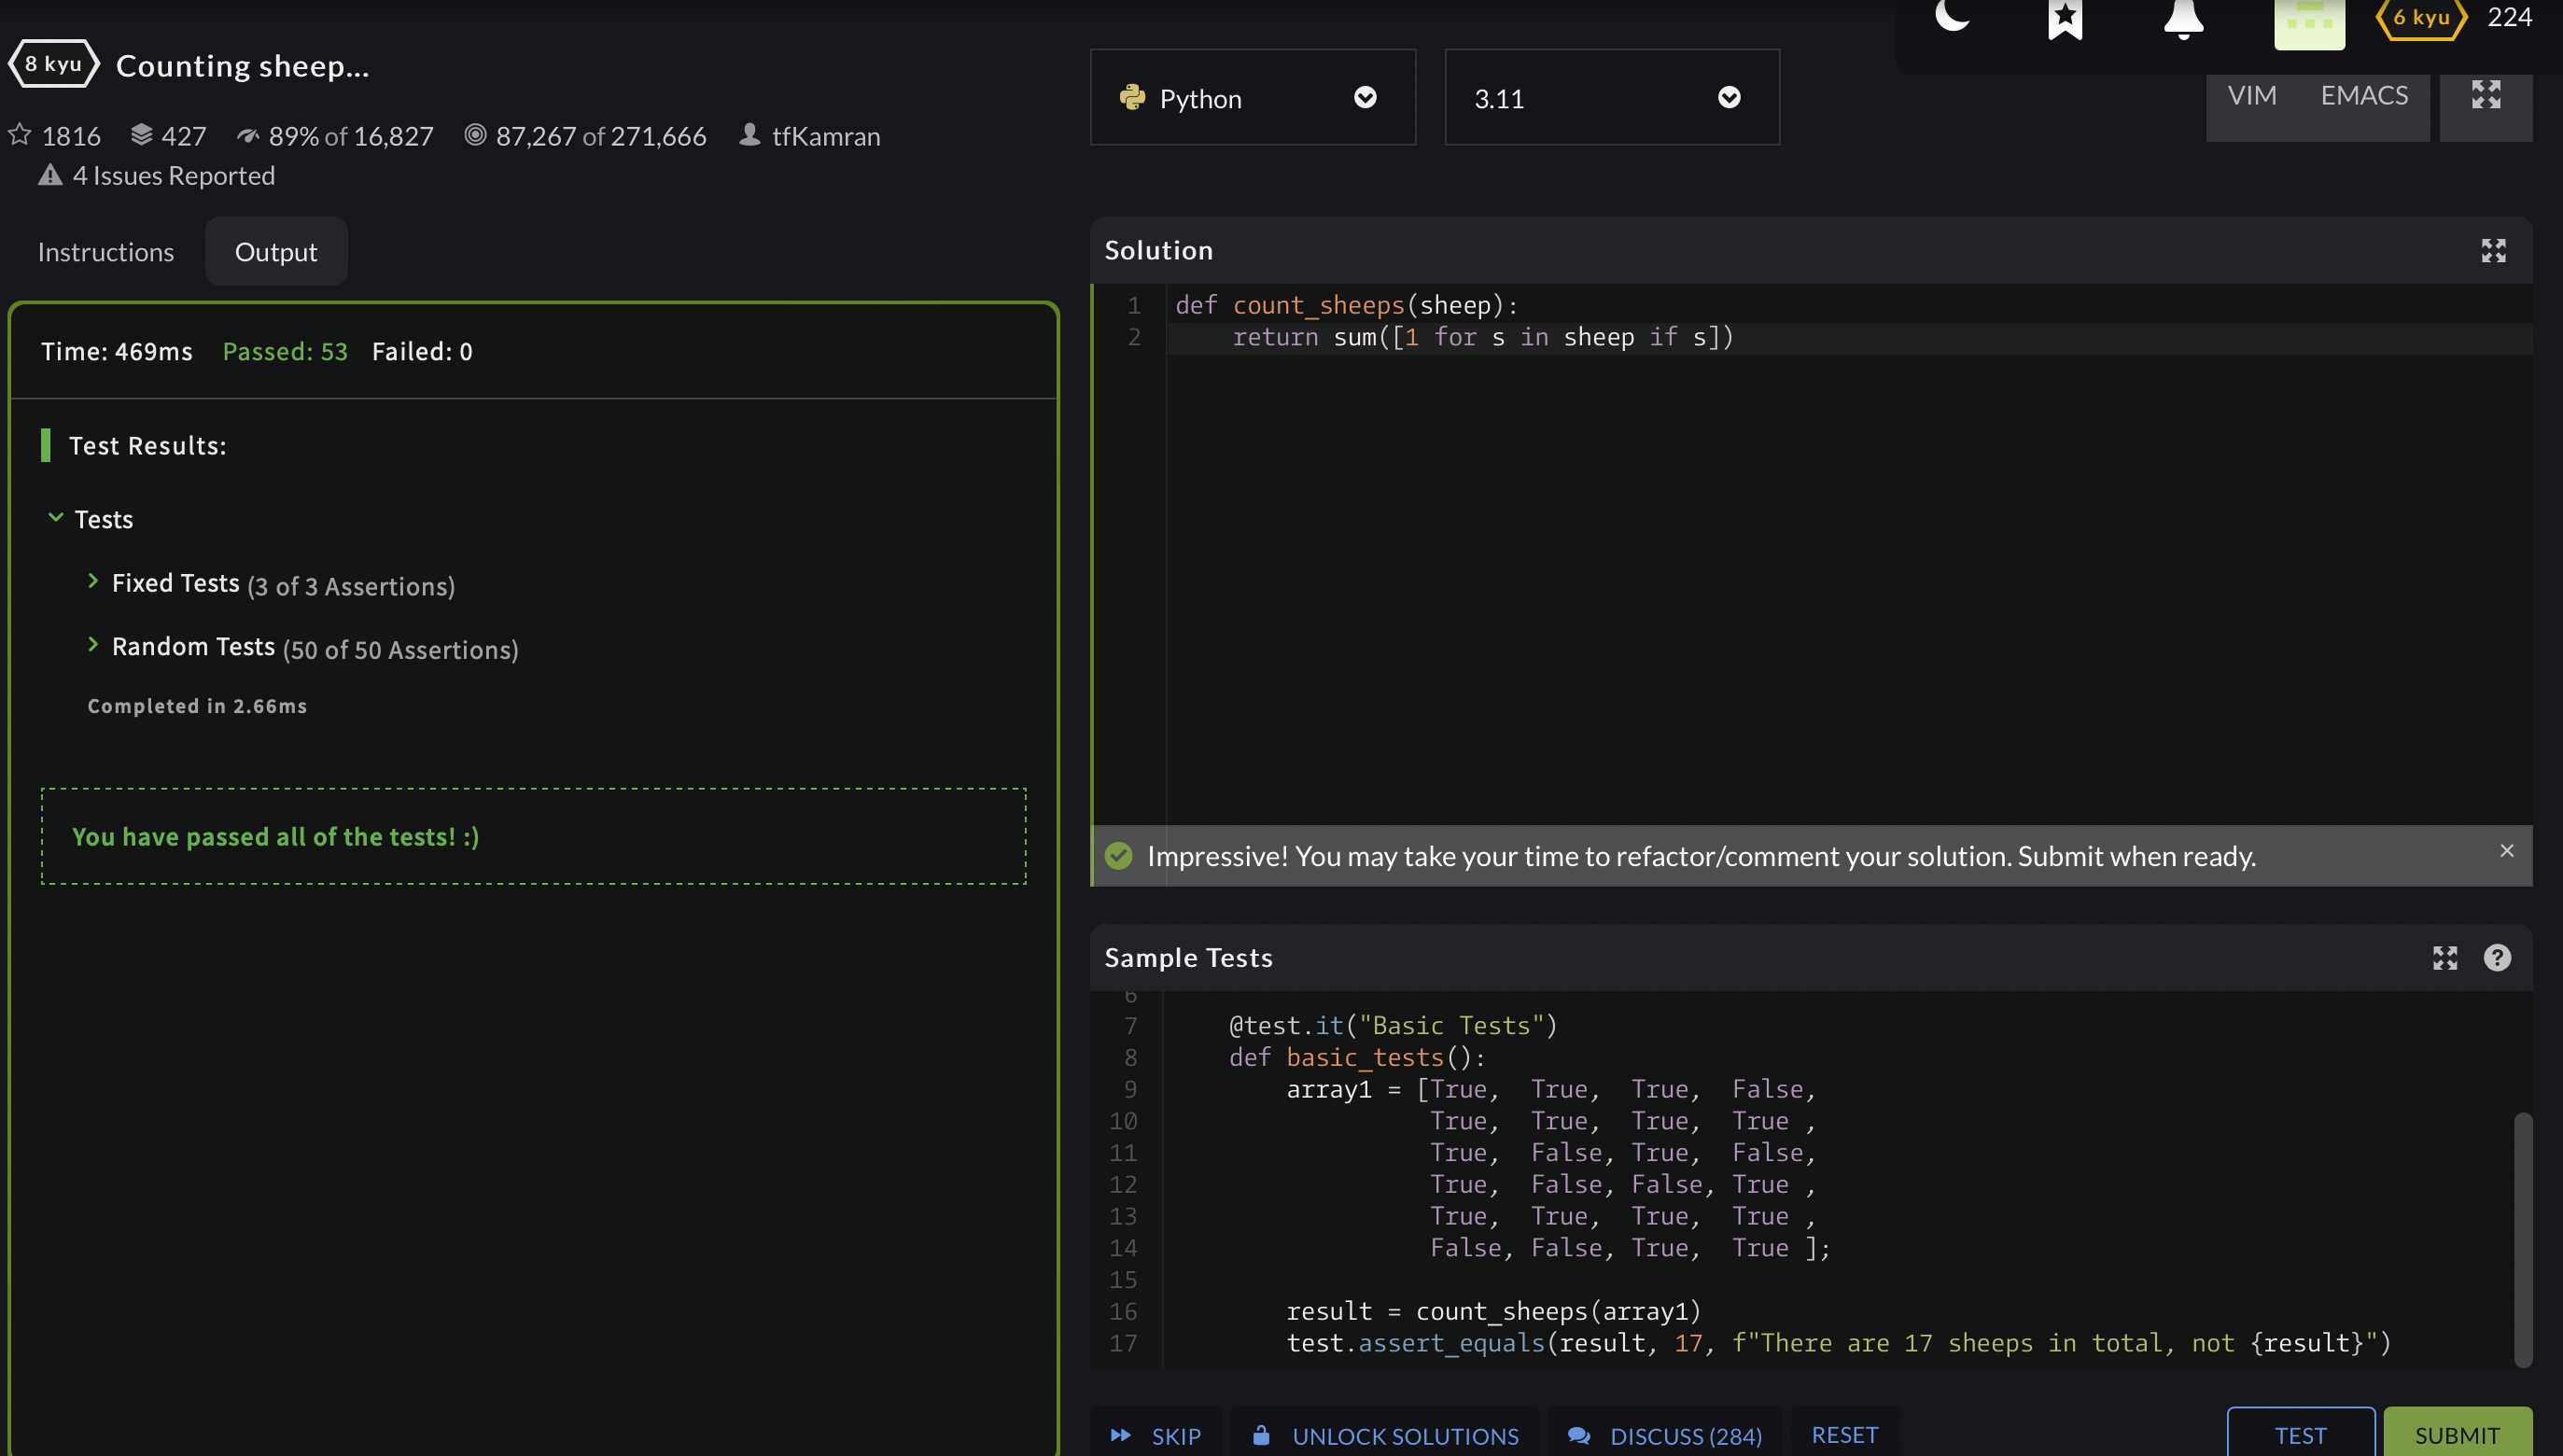 6 kyu 224
8 kyu Counting sheep...
1816 427 89% of 16,827 87,267 of 271,666 tfKamran
4 Issues Reported
Python 3.11
VIM EMACS
Instructions Output
Time: 469ms Passed: 53 Failed: 0
Test Results:
Tests
Fixed Tests (3 of 3 Assertions)
Random Tests (50 of 50 Assertions)
Completed in 2.66ms
You have passed all of the tests! :)
Solution
1 def count_sheeps(sheep):
2     return sum([1 for s in sheep if s])
Impressive! You may take your time to refactor/comment your solution. Submit when ready.
Sample Tests
6
7     @test.it("Basic Tests")
8     def basic_tests():
9         array1 = [True,  True,  True,  False,
10                   True,  True,  True,  True ,
11                   True,  False, True,  False,
12                   True,  False, False, True ,
13                   True,  True,  True,  True ,
14                   False, False, True,  True ];
15
16         result = count_sheeps(array1)
17         test.assert_equals(result, 17, f"There are 17 sheeps in total, not {result}")
SKIP UNLOCK SOLUTIONS DISCUSS (284) RESET TEST SUBMIT